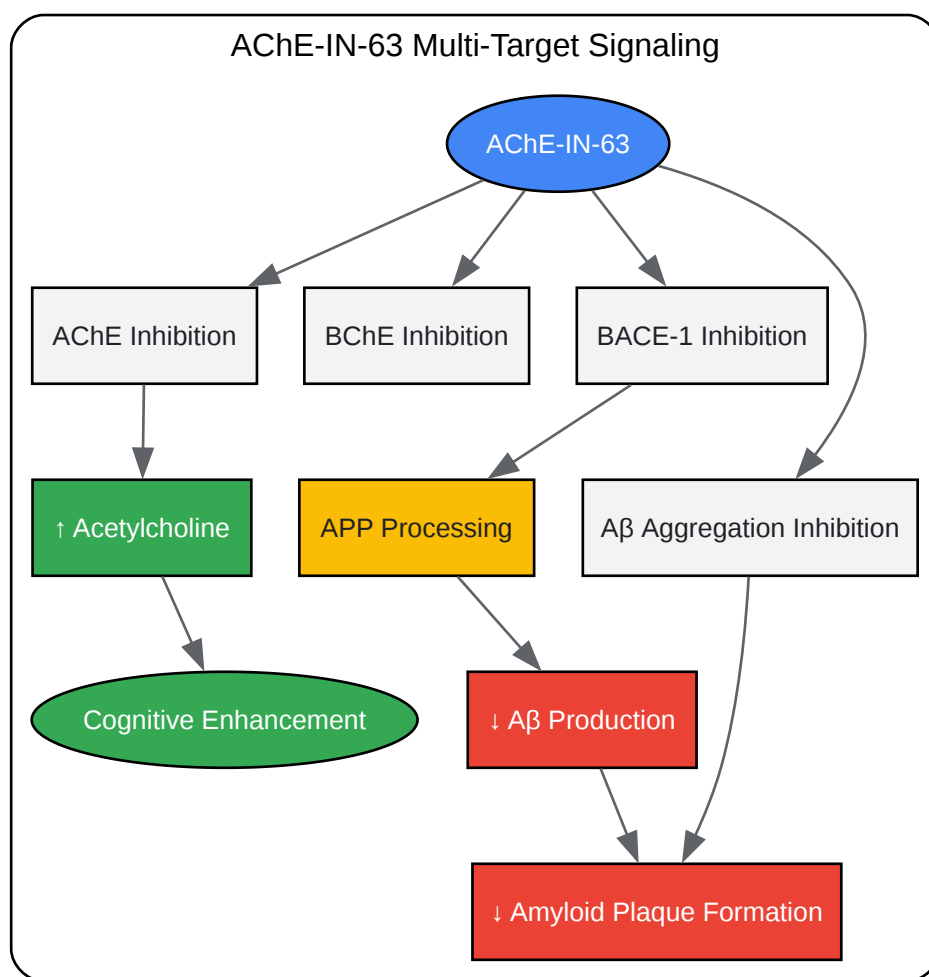 AChE-IN-63 Multi-Target Signaling
AChE-IN-63
AChE Inhibition
BChE Inhibition
BACE-1 Inhibition
↑ Acetylcholine
APP Processing
Aβ Aggregation Inhibition
Cognitive Enhancement
↓ Aβ Production
↓ Amyloid Plaque Formation